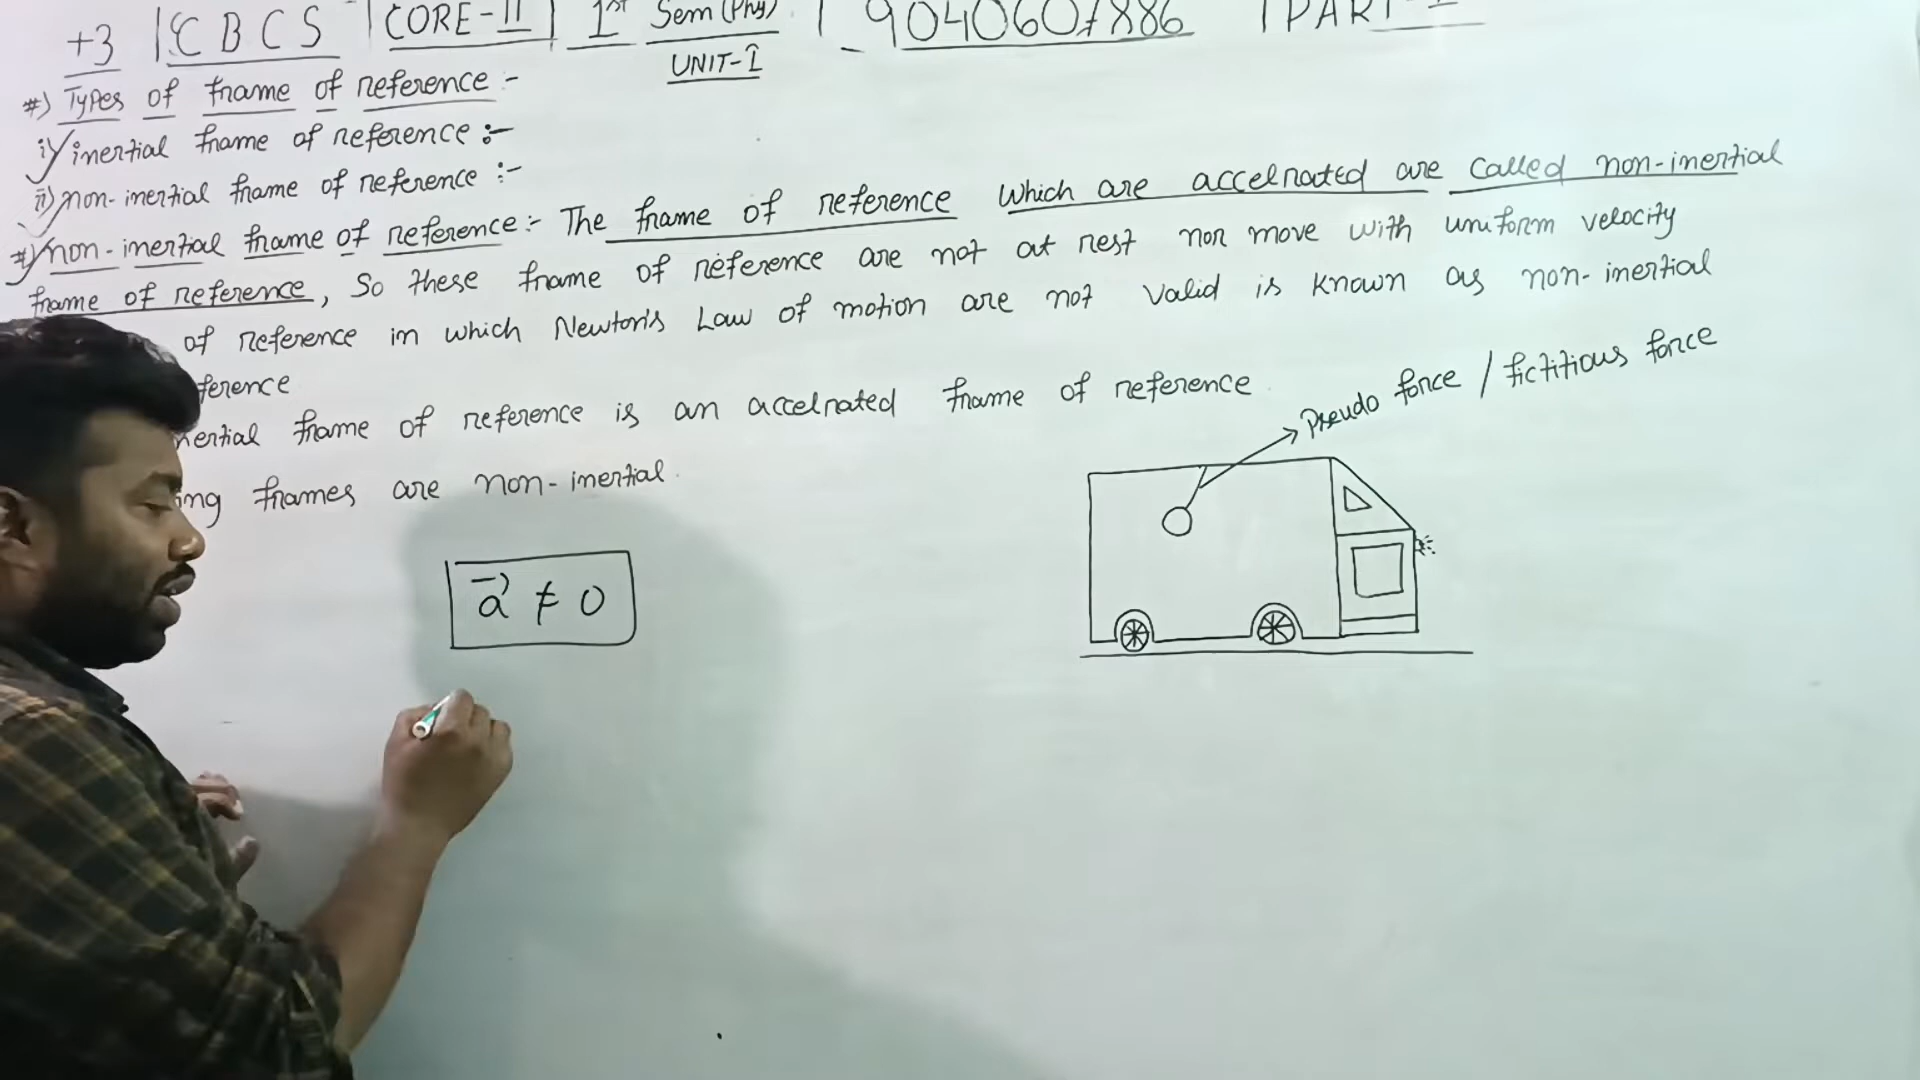 +3 | CBCS | CORE-II | 1st Sem (Phy) | 9040607886 | PART-
UNIT-I
#) Types of frame of reference :-
i) inertial frame of reference :-
ii) non-inertial frame of reference :-
#) non-inertial frame of reference :- The frame of reference which are accelrated are called non-inertial
frame of reference, So these frame of reference are not at rest nor move with uniform velocity
of reference in which Newton's Law of motion are not valid is known as non-inertial
ference
nertial frame of reference is an accelrated frame of reference
ing frames are non-inertial.
Pseudo force / fictitious force
a⃗ ≠ 0